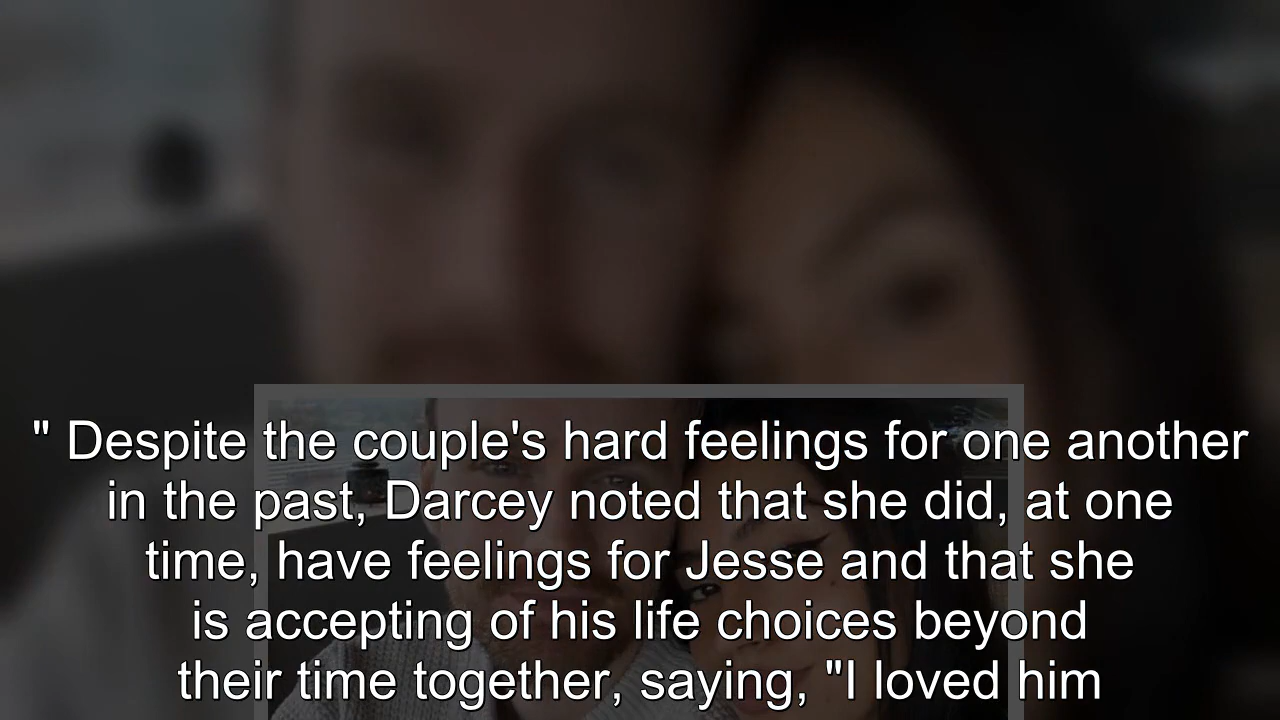 " Despite the couple's hard feelings for one another
in the past, Darcey noted that she did, at one
time, have feelings for Jesse and that she
is accepting of his life choices beyond
their time together, saying, "I loved him